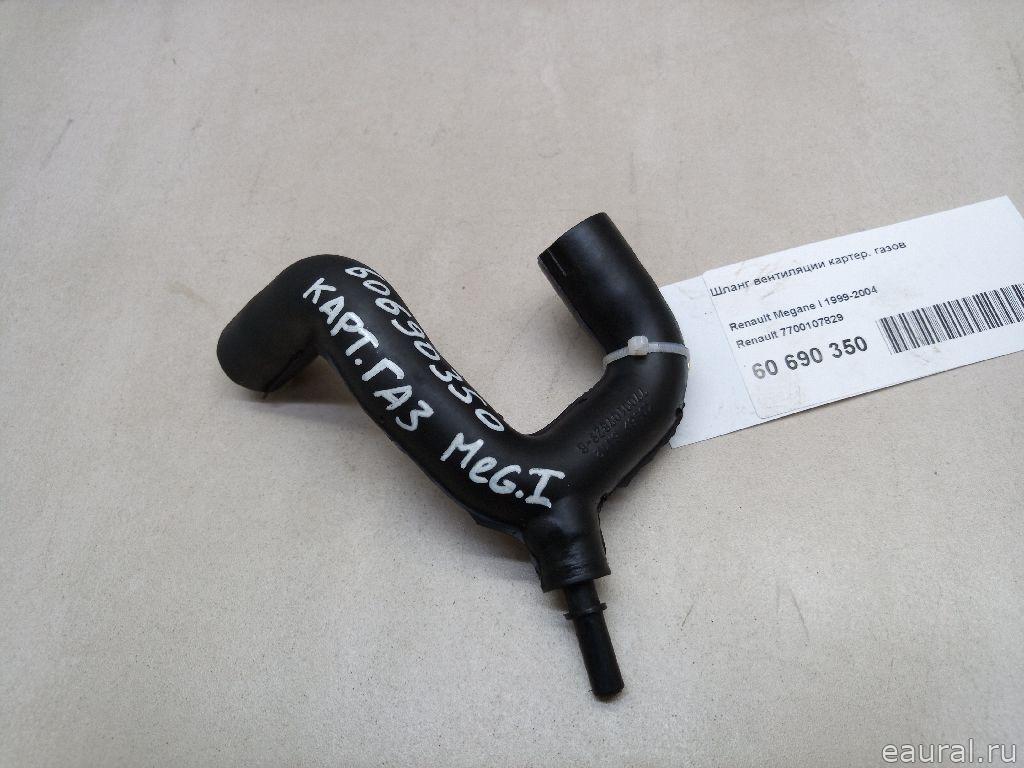 60690350
КАРТ.ГАЗ MeG.I
Шланг вентиляции картер. газов
Renault Megane I 1999-2004
Renault 7700107829
60 690 350
eaural.ru